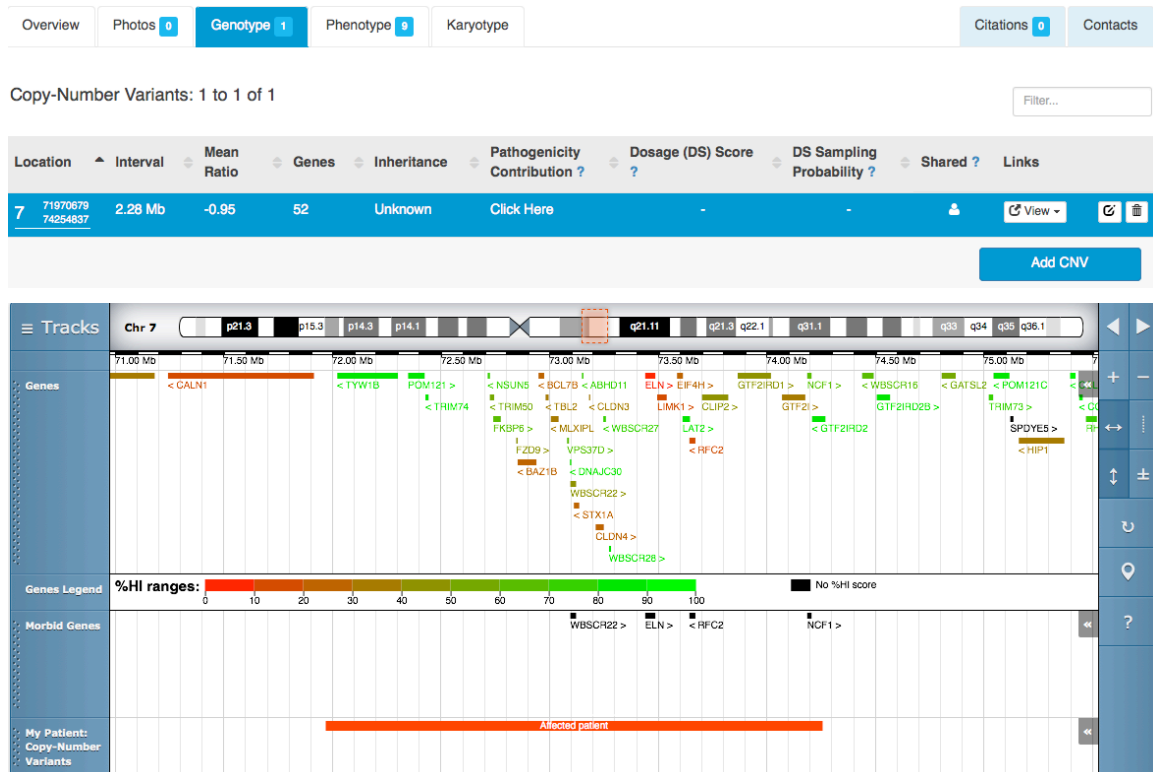 Overview Photos 0 Genotype 1 Phenotype 9 Karyotype Citations 0 Contacts
Copy-Number Variants: 1 to 1 of 1
Filter...
Location Interval Mean Ratio Genes Inheritance Pathogenicity Contribution ? Dosage (DS) Score ? DS Sampling Probability ? Shared ? Links
7 71970679 74254837 2.28 Mb -0.95 52 Unknown Click Here - - View
Add CNV
Tracks Chr 7 p21.3 p15.3 p14.3 p14.1 q21.11 q21.3 q22.1 q31.1 q33 q34 q35 q36.1
71.00 Mb 71.50 Mb 72.00 Mb 72.50 Mb 73.00 Mb 73.50 Mb 74.00 Mb 74.50 Mb 75.00 Mb 7
Genes < CALN1 < TYW1B POM121 > < NSUN5 < BCL7B < ABHD11 ELN > EIF4H > GTF2IRD1 > NCF1 > < WBSCR16 < GATSL2 < POM121C
< TRIM74 < TRIM50 < TBL2 < CLDN3 LIMK1 > CLIP2 > GTF2I > GTF2IRD2B > TRIM73 >
FKBP6 > < MLXIPL < WBSCR27 LAT2 > < GTF2IRD2 SPDYE5 >
FZD9 > VPS37D > < RFC2 < HIP1
< BAZ1B < DNAJC30
WBSCR22 >
< STX1A
CLDN4 >
WBSCR28 >
Genes Legend %HI ranges: No %HI score
0 10 20 30 40 50 60 70 80 90 100
Morbid Genes WBSCR22 > ELN > < RFC2 NCF1 >
My Patient: Affected patient
Copy-Number
Variants